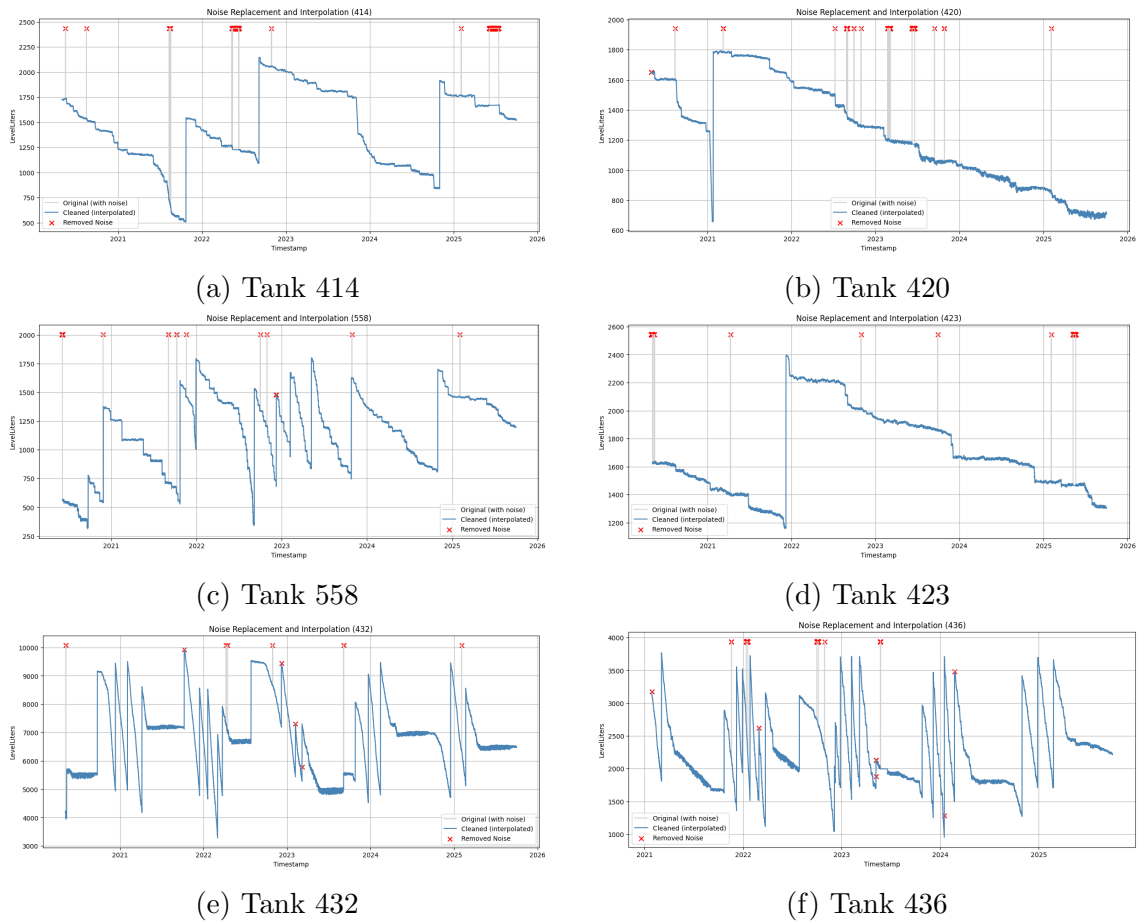 Noise Replacement and Interpolation (414)
2500
2250
2000
1750
1500
1250
1000
750
500
LevelLiters
Original (with noise)
Cleaned (interpolated)
Removed Noise
2021 2022 2023 2024 2025 2026
Timestamp
(a) Tank 414
Noise Replacement and Interpolation (420)
2000
1800
1600
1400
1200
1000
800
600
LevelLiters
Original (with noise)
Cleaned (interpolated)
Removed Noise
2021 2022 2023 2024 2025 2026
Timestamp
(b) Tank 420
Noise Replacement and Interpolation (558)
2000
1750
1500
1250
1000
750
500
250
LevelLiters
Original (with noise)
Cleaned (interpolated)
Removed Noise
2021 2022 2023 2024 2025 2026
Timestamp
(c) Tank 558
Noise Replacement and Interpolation (423)
2600
2400
2200
2000
1800
1600
1400
1200
LevelLiters
Original (with noise)
Cleaned (interpolated)
Removed Noise
2021 2022 2023 2024 2025 2026
Timestamp
(d) Tank 423
Noise Replacement and Interpolation (432)
10000
9000
8000
7000
6000
5000
4000
3000
LevelLiters
Original (with noise)
Cleaned (interpolated)
Removed Noise
2021 2022 2023 2024 2025 2026
Timestamp
(e) Tank 432
Noise Replacement and Interpolation (436)
4000
3500
3000
2500
2000
1500
1000
LevelLiters
Original (with noise)
Cleaned (interpolated)
Removed Noise
2021 2022 2023 2024 2025
Timestamp
(f) Tank 436